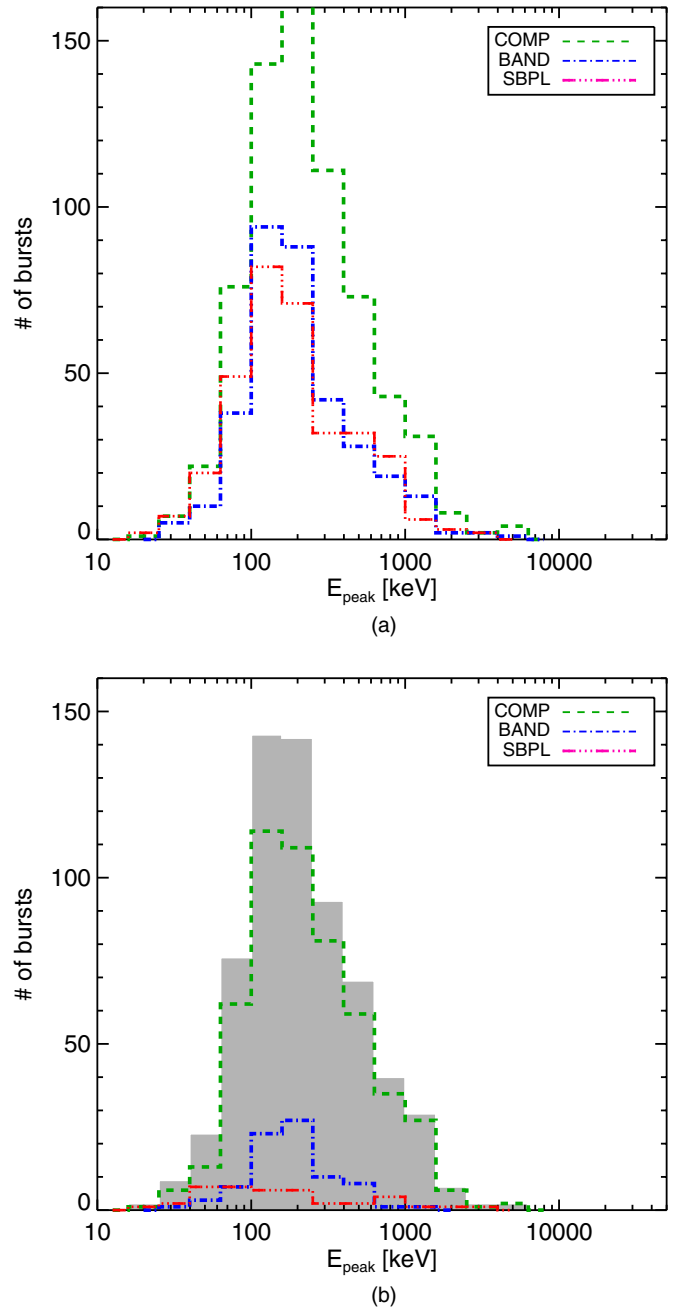 150
100
50
0
# of bursts
COMP
BAND
SBPL
10 100 1000 10000
E_peak [keV]
(a)
150
100
50
0
# of bursts
COMP
BAND
SBPL
10 100 1000 10000
E_peak [keV]
(b)